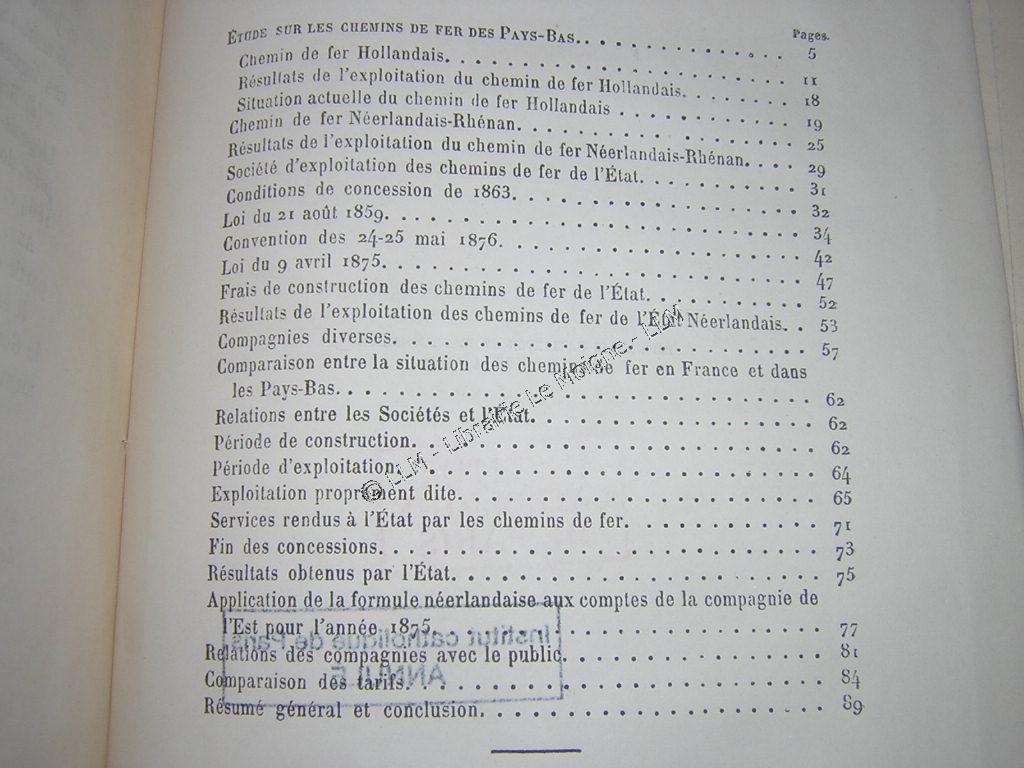 Pages.
ÉTUDE SUR LES CHEMINS DE FER DES PAYS-BAS. . . . . . . . . . . 5
Chemin de fer Hollandais. . . . . . . . . . . . . . . . . . 11
Résultats de l'exploitation du chemin de fer Hollandais. . . . . . . . 18
Situation actuelle du chemin de fer Hollandais . . . . . . . . . . . 19
Chemin de fer Néerlandais-Rhénan. . . . . . . . . . . . . . . . 25
Résultats de l'exploitation du chemin de fer Néerlandais-Rhénan. . . . 29
Société d'exploitation des chemins de fer de l'État. . . . . . . . . . 31
Conditions de concession de 1863. . . . . . . . . . . . . . . . 32
Loi du 21 août 1859. . . . . . . . . . . . . . . . . . . . . 34
Convention des 24-25 mai 1876. . . . . . . . . . . . . . . . . 42
Loi du 9 avril 1875. . . . . . . . . . . . . . . . . . . . . 47
Frais de construction des chemins de fer de l'État. . . . . . . . . . 52
Résultats de l'exploitation des chemins de fer de l'État Néerlandais. . 53
Compagnies diverses. . . . . . . . . . . . . . . . . . . . . 57
Comparaison entre la situation des chemins de fer en France et dans
les Pays-Bas. . . . . . . . . . . . . . . . . . . . . . . . 62
Relations entre les Sociétés et l'État. . . . . . . . . . . . . . . 62
Période de construction. . . . . . . . . . . . . . . . . . . . 62
Période d'exploitation. . . . . . . . . . . . . . . . . . . . . 64
Exploitation proprement dite. . . . . . . . . . . . . . . . . . 65
Services rendus à l'État par les chemins de fer. . . . . . . . . . . 71
Fin des concessions. . . . . . . . . . . . . . . . . . . . . . 73
Résultats obtenus par l'État. . . . . . . . . . . . . . . . . . 75
Application de la formule néerlandaise aux comptes de la compagnie de
l'Est pour l'année 1875. . . . . . . . . . . . . . . . . . . . 77
Relations des compagnies avec le public. . . . . . . . . . . . . . 81
Comparaison des tarifs. . . . . . . . . . . . . . . . . . . . . 84
Résumé général et conclusion. . . . . . . . . . . . . . . . . . 89
© LLM - Librairie Le Moigne - LLM
Institut catholique de Paris
ANNULÉ